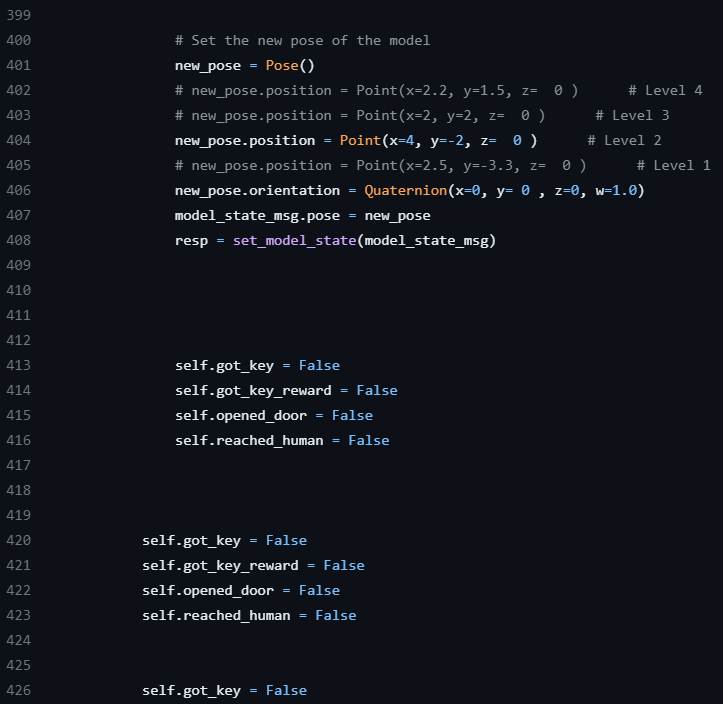 399
400 # Set the new pose of the model
401 new_pose = Pose()
402 # new_pose.position = Point(x=2.2, y=1.5, z=  0 )      # Level 4
403 # new_pose.position = Point(x=2, y=2, z=  0 )      # Level 3
404 new_pose.position = Point(x=4, y=-2, z=  0 )      # Level 2
405 # new_pose.position = Point(x=2.5, y=-3.3, z=  0 )      # Level 1
406 new_pose.orientation = Quaternion(x=0, y= 0 , z=0, w=1.0)
407 model_state_msg.pose = new_pose
408 resp = set_model_state(model_state_msg)
409
410
411
412
413 self.got_key = False
414 self.got_key_reward = False
415 self.opened_door = False
416 self.reached_human = False
417
418
419
420 self.got_key = False
421 self.got_key_reward = False
422 self.opened_door = False
423 self.reached_human = False
424
425
426 self.got_key = False